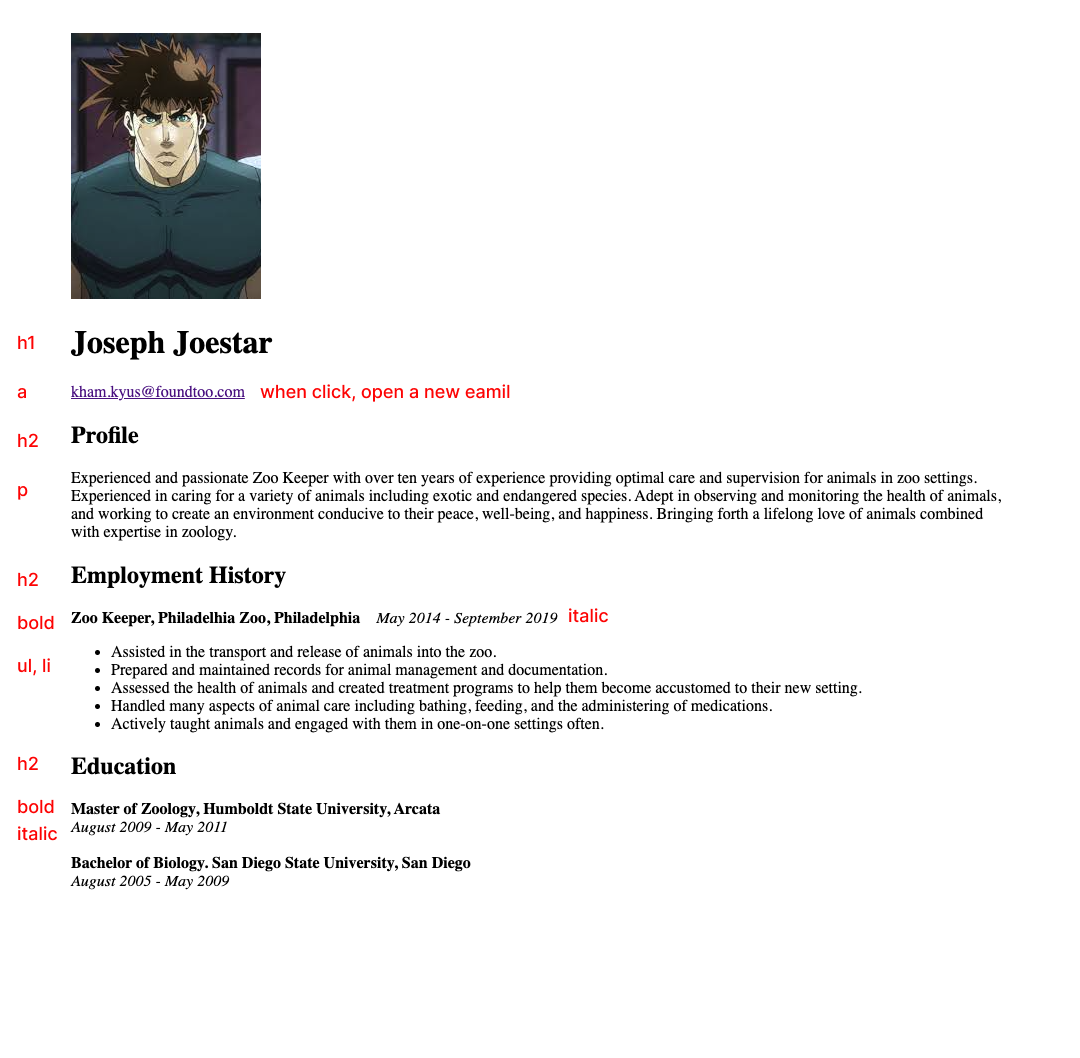 h1 Joseph Joestar
a kham.kyus@foundtoo.com when click, open a new eamil
h2 Profile
Experienced and passionate Zoo Keeper with over ten years of experience providing optimal care and supervision for animals in zoo settings.
p Experienced in caring for a variety of animals including exotic and endangered species. Adept in observing and monitoring the health of animals,
and working to create an environment conducive to their peace, well-being, and happiness. Bringing forth a lifelong love of animals combined
with expertise in zoology.
h2 Employment History
bold Zoo Keeper, Philadelhia Zoo, Philadelphia May 2014 - September 2019 italic
• Assisted in the transport and release of animals into the zoo.
ul, li • Prepared and maintained records for animal management and documentation.
• Assessed the health of animals and created treatment programs to help them become accustomed to their new setting.
• Handled many aspects of animal care including bathing, feeding, and the administering of medications.
• Actively taught animals and engaged with them in one-on-one settings often.
h2 Education
bold Master of Zoology, Humboldt State University, Arcata
italic August 2009 - May 2011
Bachelor of Biology. San Diego State University, San Diego
August 2005 - May 2009